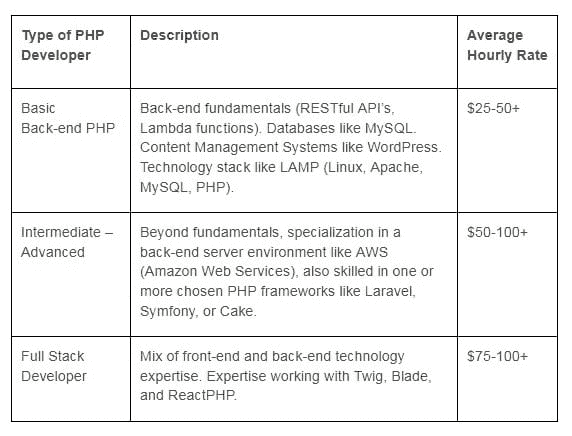 Type of PHP Developer
Description
Average Hourly Rate
Basic
Back-end PHP
Back-end fundamentals (RESTful API's,
Lambda functions). Databases like MySQL.
Content Management Systems like WordPress.
Technology stack like LAMP (Linux, Apache,
MySQL, PHP).
$25-50+
Intermediate –
Advanced
Beyond fundamentals, specialization in a
back-end server environment like AWS
(Amazon Web Services), also skilled in one or
more chosen PHP frameworks like Laravel,
Symfony, or Cake.
$50-100+
Full Stack
Developer
Mix of front-end and back-end technology
expertise. Expertise working with Twig, Blade,
and ReactPHP.
$75-100+